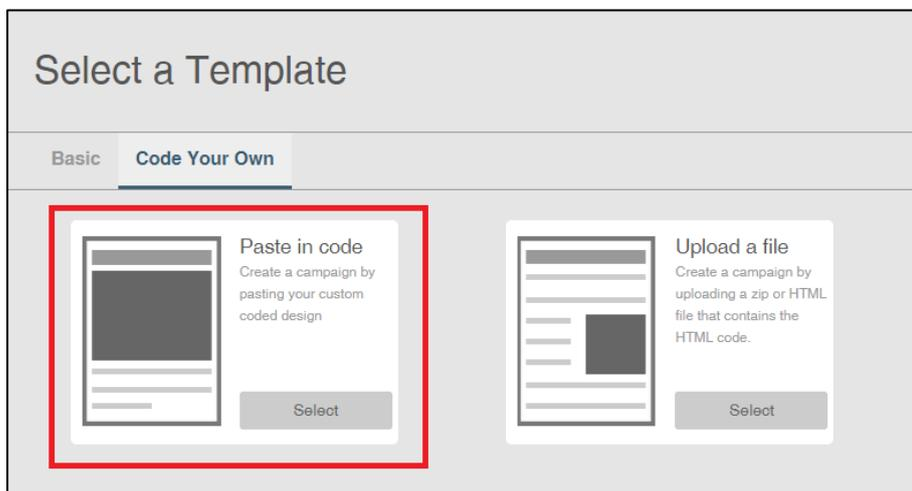 Select a Template
Basic
Code Your Own
Paste in code
Create a campaign by
pasting your custom
coded design
Select
Upload a file
Create a campaign by
uploading a zip or HTML
file that contains the
HTML code.
Select